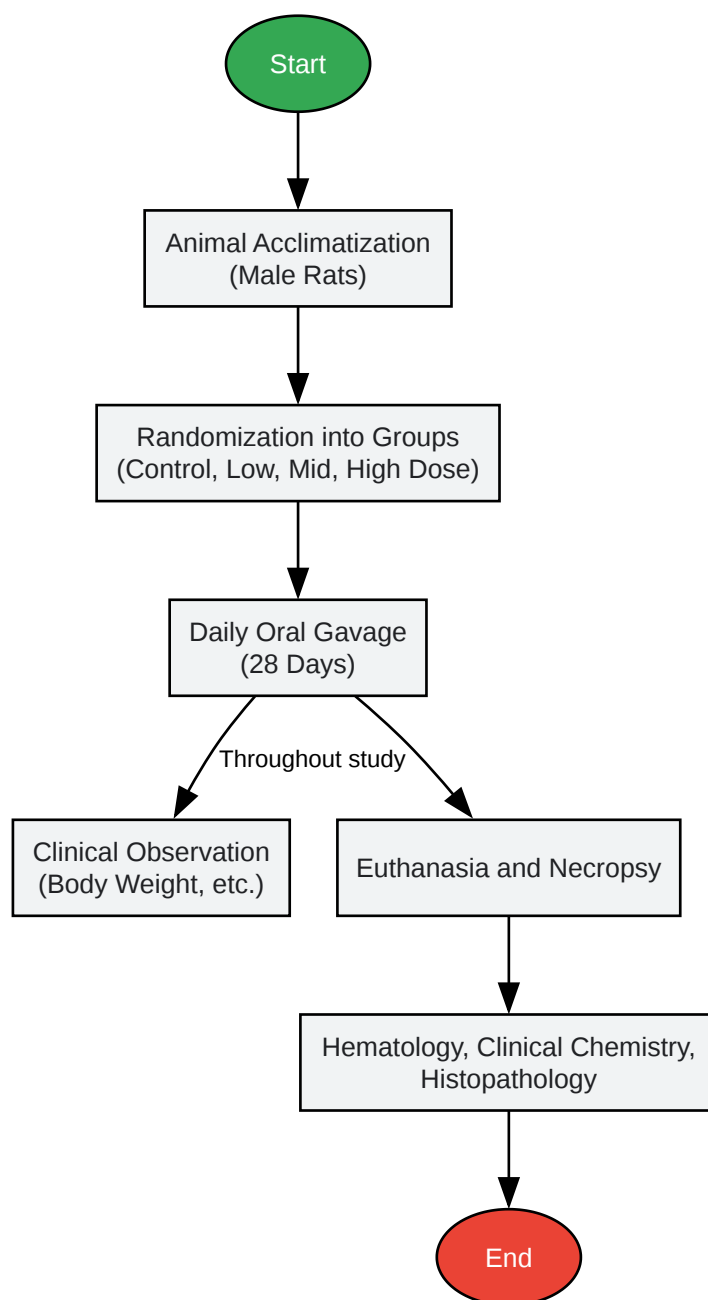 Start
Animal Acclimatization
(Male Rats)
Randomization into Groups
(Control, Low, Mid, High Dose)
Daily Oral Gavage
(28 Days)
Throughout study
Clinical Observation
(Body Weight, etc.)
Euthanasia and Necropsy
Hematology, Clinical Chemistry,
Histopathology
End